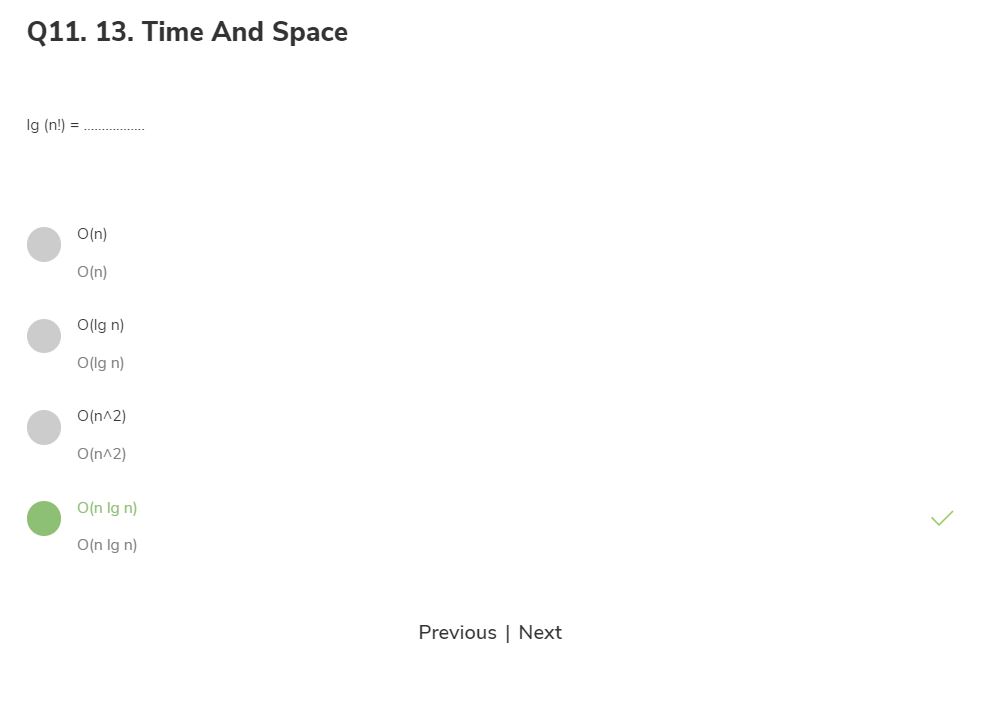 Q11. 13. Time And Space
lg (n!) = .................
O(n)
O(n)
O(lg n)
O(lg n)
O(n^2)
O(n^2)
O(n lg n)
O(n lg n)
Previous | Next